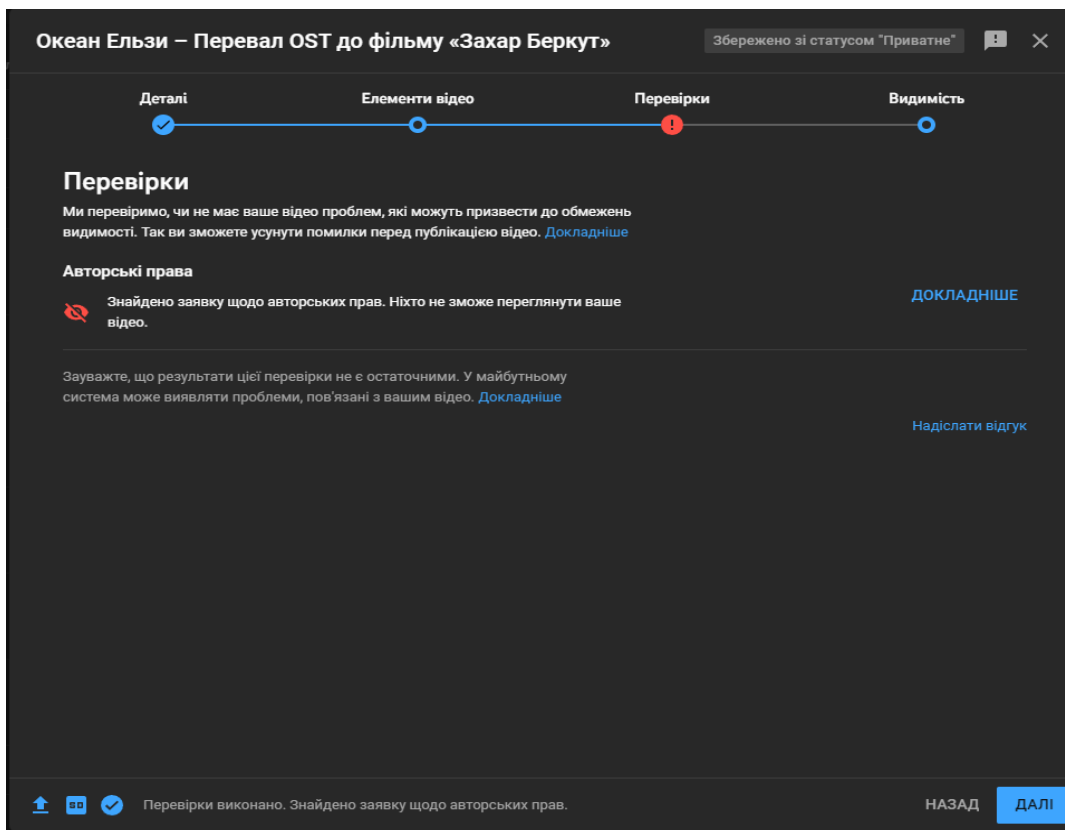 Океан Ельзи – Перевал OST до фільму «Захар Беркут»
Збережено зі статусом "Приватне"
Деталі
Елементи відео
Перевірки
Видимість
Перевірки
Ми перевіримо, чи не має ваше відео проблем, які можуть призвести до обмежень
видимості. Так ви зможете усунути помилки перед публікацією відео. Докладніше
Авторські права
Знайдено заявку щодо авторських прав. Ніхто не зможе переглянути ваше
відео.
ДОКЛАДНІШЕ
Зауважте, що результати цієї перевірки не є остаточними. У майбутньому
система може виявляти проблеми, пов'язані з вашим відео. Докладніше
Надіслати відгук
SD
Перевірки виконано. Знайдено заявку щодо авторських прав.
НАЗАД
ДАЛІ